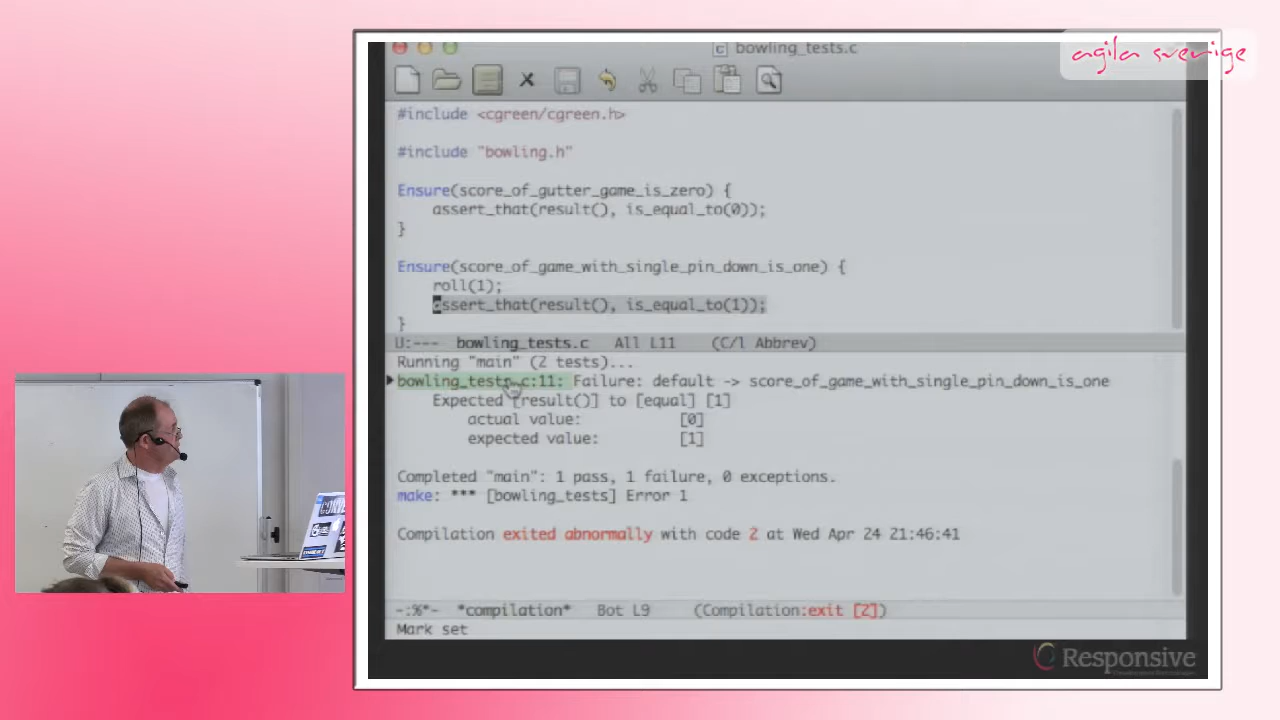 agila sverige
bowling_tests.c
#include <cgreen/cgreen.h>
#include "bowling.h"
Ensure(score_of_gutter_game_is_zero) {
assert_that(result(), is_equal_to(0));
}
Ensure(score_of_game_with_single_pin_down_is_one) {
roll(1);
assert_that(result(), is_equal_to(1));
}
U:--- bowling_tests.c All L11 (C/l Abbrev)
Running "main" (2 tests)...
bowling_tests.c:11: Failure: default -> score_of_game_with_single_pin_down_is_one
Expected [result()] to [equal] [1]
actual value: [0]
expected value: [1]
Completed "main": 1 pass, 1 failure, 0 exceptions.
make: *** [bowling_tests] Error 1
Compilation exited abnormally with code 2 at Wed Apr 24 21:46:41
-:%*- *compilation* Bot L9 (Compilation:exit [2])
Mark set
Responsive